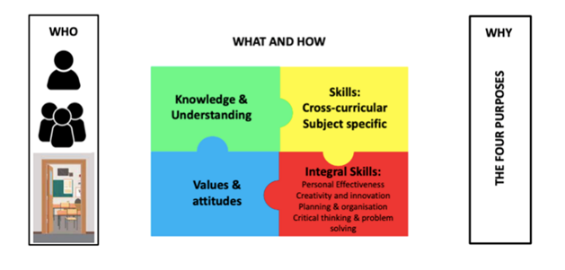 WHO
WHAT AND HOW
Knowledge &
Understanding
Skills:
Cross-curricular
Subject specific
Values &
attitudes
Integral Skills:
Personal Effectiveness
Creativity and innovation
Planning & organisation
Critical thinking & problem
solving
WHY
THE FOUR PURPOSES